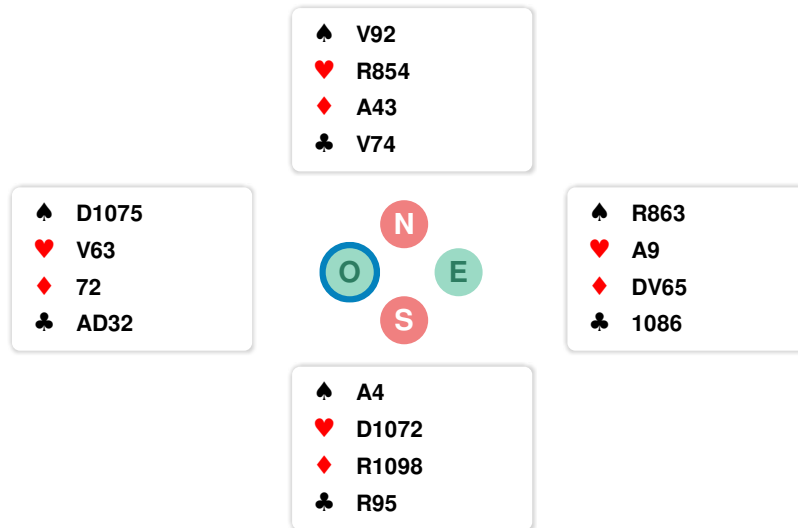 ♠ V92
♥ R854
♦ A43
♣ V74
♠ D1075
♥ V63
♦ 72
♣ AD32
N
O E
S
♠ R863
♥ A9
♦ DV65
♣ 1086
♠ A4
♥ D1072
♦ R1098
♣ R95